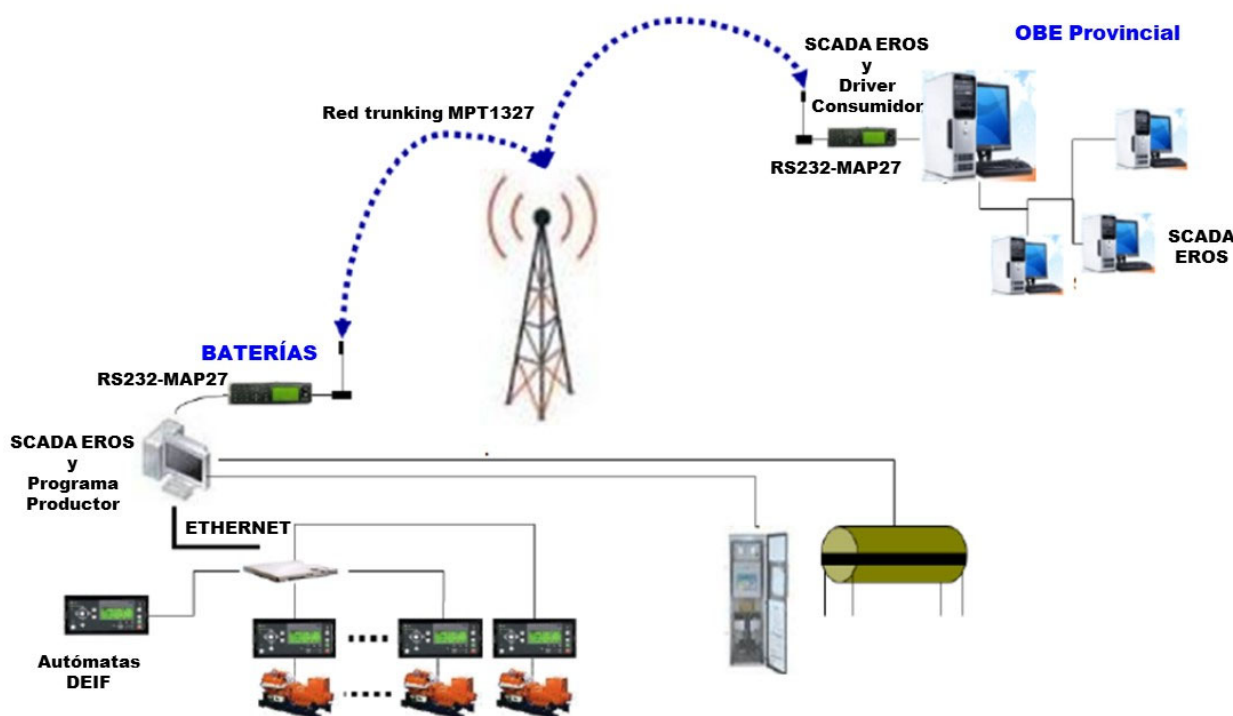 SCADA EROS
y
Driver
Consumidor
OBE Provincial
Red trunking MPT1327
RS232-MAP27
SCADA
EROS
BATERÍAS
RS232-MAP27
SCADA EROS
y
Programa
Productor
ETHERNET
Autómatas
DEIF